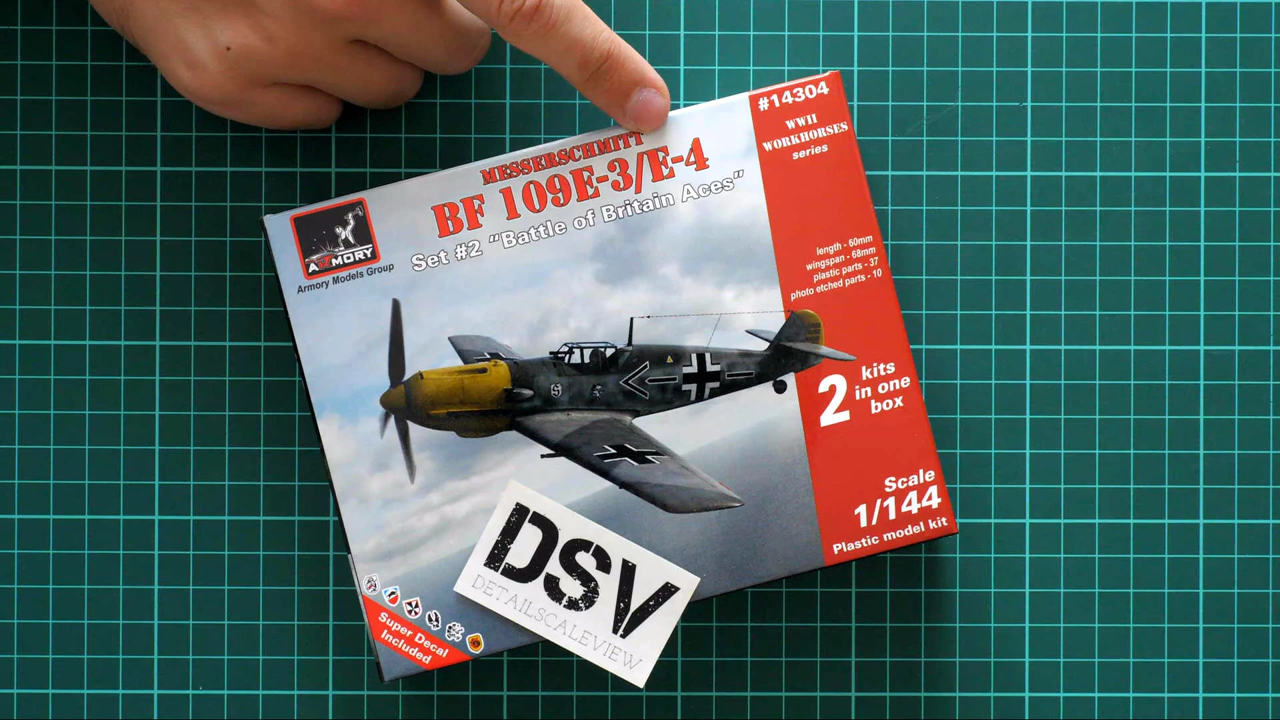 #14304
WWII
WORKHORSES
series
MESSERSCHMITT
BF 109E-3/E-4
Set #2 "Battle of Britain Aces"
ARMORY
Armory Models Group
length - 60mm
wingspan - 68mm
plastic parts - 37
photo etched parts - 10
2 kits
in one
box
Scale
1/144
Plastic model kit
DSV
DETAILSCALEVIEW
Super Decal
Included